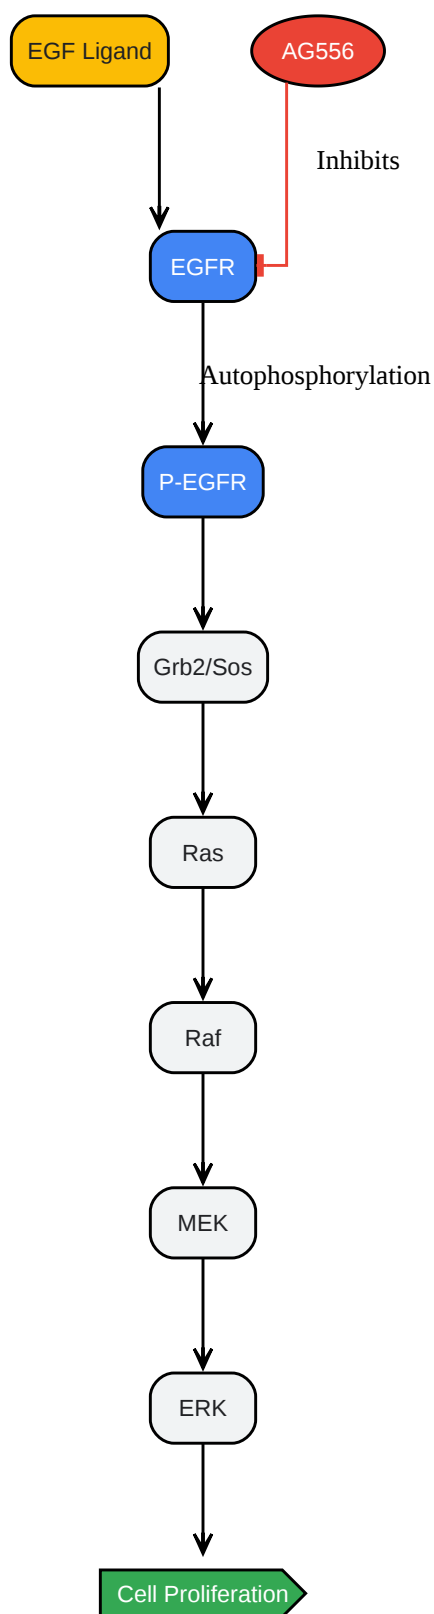 EGF Ligand
AG556
Inhibits
EGFR
Autophosphorylation
P-EGFR
Grb2/Sos
Ras
Raf
MEK
ERK
Cell Proliferation